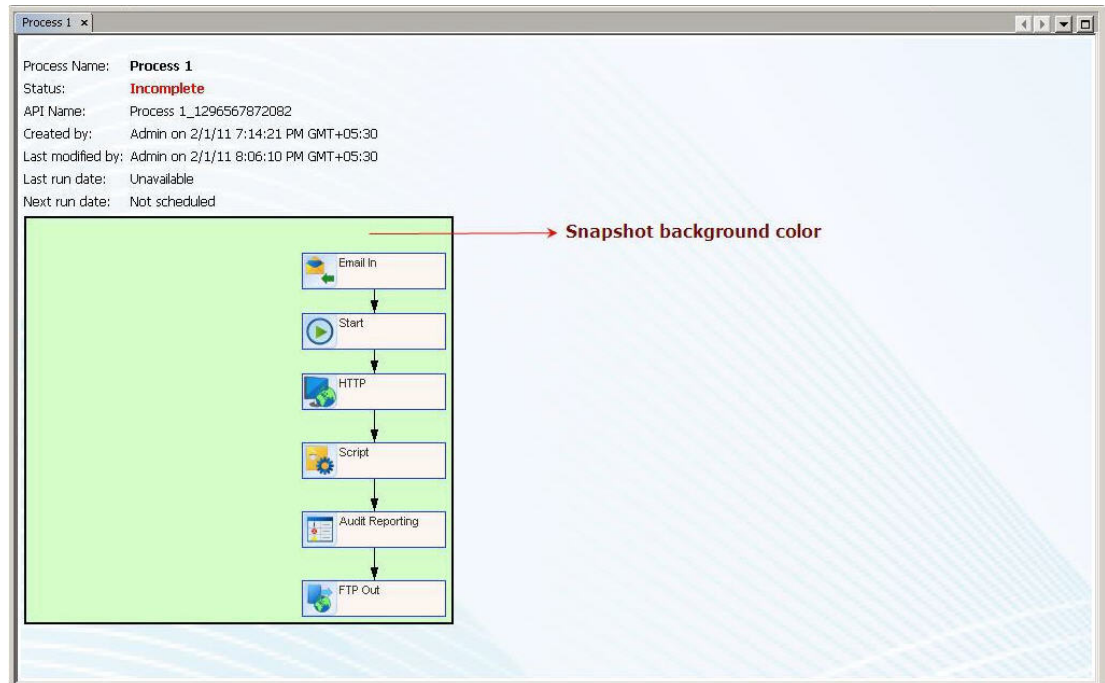 Process 1
Process Name: Process 1
Status: Incomplete
API Name: Process 1_1296567872082
Created by: Admin on 2/1/11 7:14:21 PM GMT+05:30
Last modified by: Admin on 2/1/11 8:06:10 PM GMT+05:30
Last run date: Unavailable
Next run date: Not scheduled
Snapshot background color
Email In
Start
HTTP
Script
Audit Reporting
FTP Out